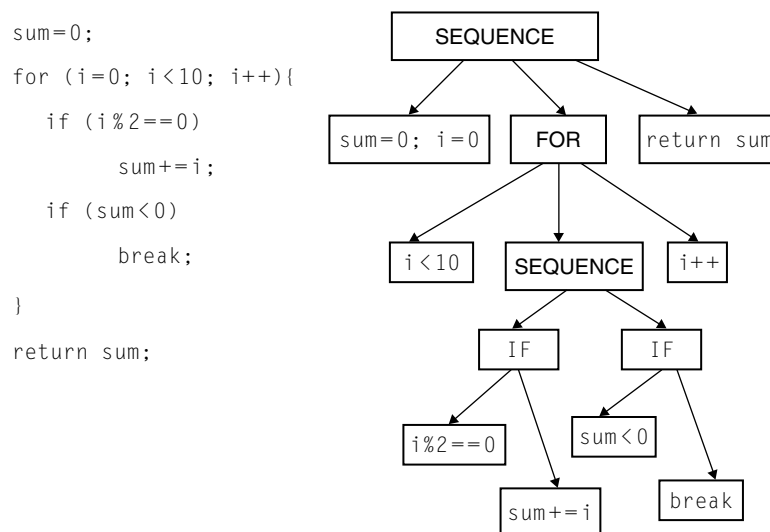 sum=0;
for (i=0; i<10; i++){
if (i%2==0)
sum+=i;
if (sum<0)
break;
}
return sum;
SEQUENCE
sum=0; i=0
FOR
return sum
i<10
SEQUENCE
i++
IF
IF
i%2==0
sum<0
sum+=i
break